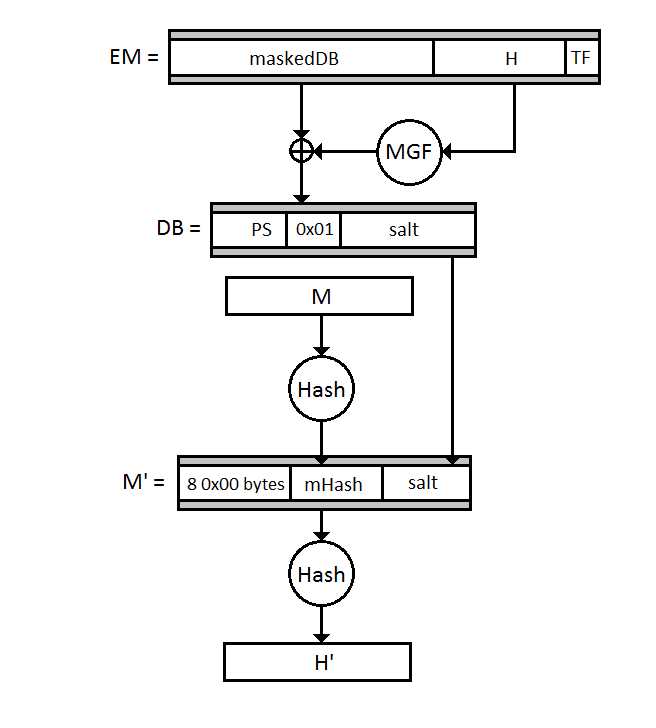 EM = maskedDB H TF
MGF
DB = PS 0x01 salt
M
Hash
M' = 8 0x00 bytes mHash salt
Hash
H'